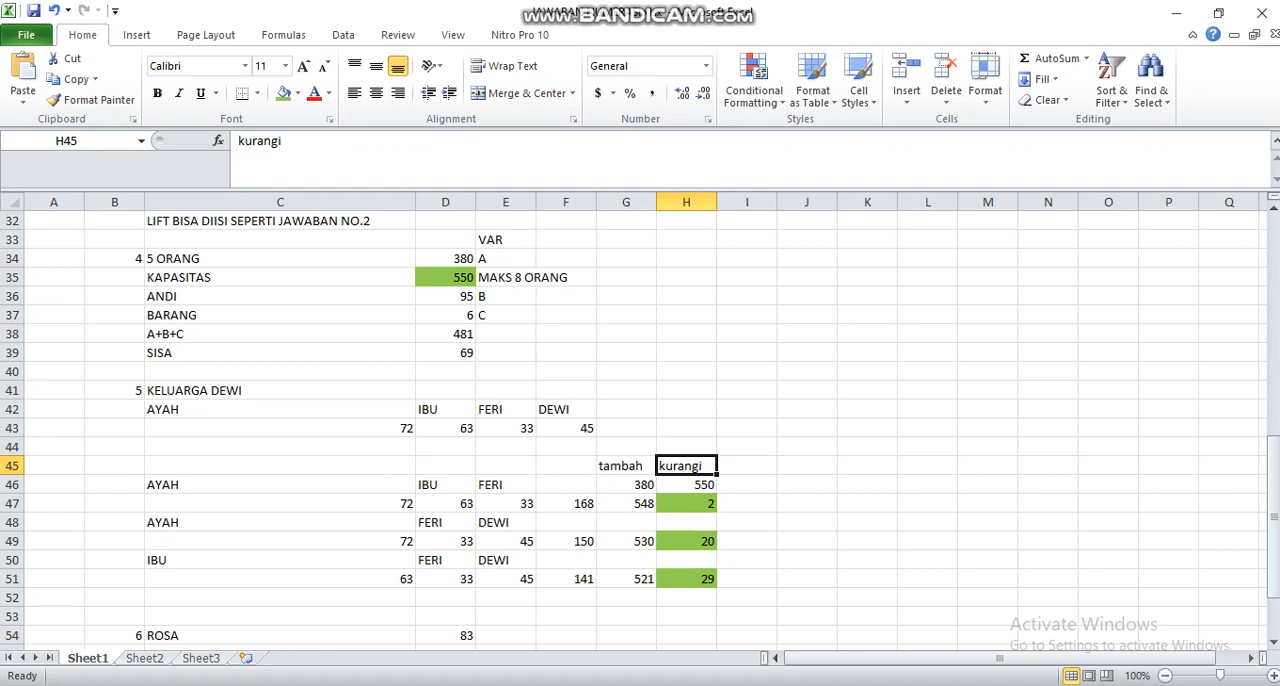 www.BANDICAM.com
File Home Insert Page Layout Formulas Data Review View Nitro Pro 10
Paste Cut Copy Format Painter
Calibri 11 B I U
Wrap Text Merge & Center
General $ % ,
Conditional Formatting Format as Table Cell Styles
Insert Delete Format
Σ AutoSum Fill Clear Sort & Filter Find & Select
Clipboard Font Alignment Number Styles Cells Editing
H45 fx kurangi
A B C D E F G H I J K L M N O P Q
32 LIFT BISA DIISI SEPERTI JAWABAN NO.2
33 VAR
34 4 5 ORANG 380 A
35 KAPASITAS 550 MAKS 8 ORANG
36 ANDI 95 B
37 BARANG 6 C
38 A+B+C 481
39 SISA 69
40
41 5 KELUARGA DEWI
42 AYAH IBU FERI DEWI
43 72 63 33 45
44
45 tambah kurangi
46 AYAH IBU FERI 380 550
47 72 63 33 168 548 2
48 AYAH FERI DEWI
49 72 33 45 150 530 20
50 IBU FERI DEWI
51 63 33 45 141 521 29
52
53
54 6 ROSA 83
Activate Windows
Go to Settings to activate Windows.
Sheet1 Sheet2 Sheet3
Ready 100%